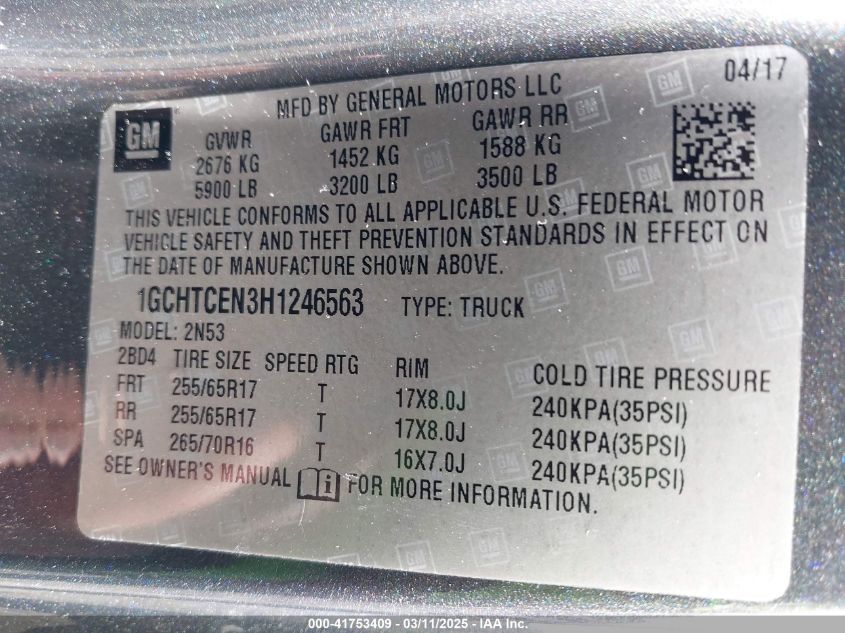 04/17
MFD BY GENERAL MOTORS LLC
GM
GVWR GAWR FRT GAWR RR
2676 KG 1452 KG 1588 KG
5900 LB 3200 LB 3500 LB
THIS VEHICLE CONFORMS TO ALL APPLICABLE U.S. FEDERAL MOTOR
VEHICLE SAFETY AND THEFT PREVENTION STANDARDS IN EFFECT ON
THE DATE OF MANUFACTURE SHOWN ABOVE.
1GCHTCEN3H1246563 TYPE: TRUCK
MODEL: 2N53
2BD4 TIRE SIZE SPEED RTG RIM COLD TIRE PRESSURE
FRT 255/65R17 T 17X8.0J 240KPA(35PSI)
RR 255/65R17 T 17X8.0J 240KPA(35PSI)
SPA 265/70R16 T 16X7.0J 240KPA(35PSI)
SEE OWNER'S MANUAL i FOR MORE INFORMATION.
000-41753409 - 03/11/2025 - IAA Inc.